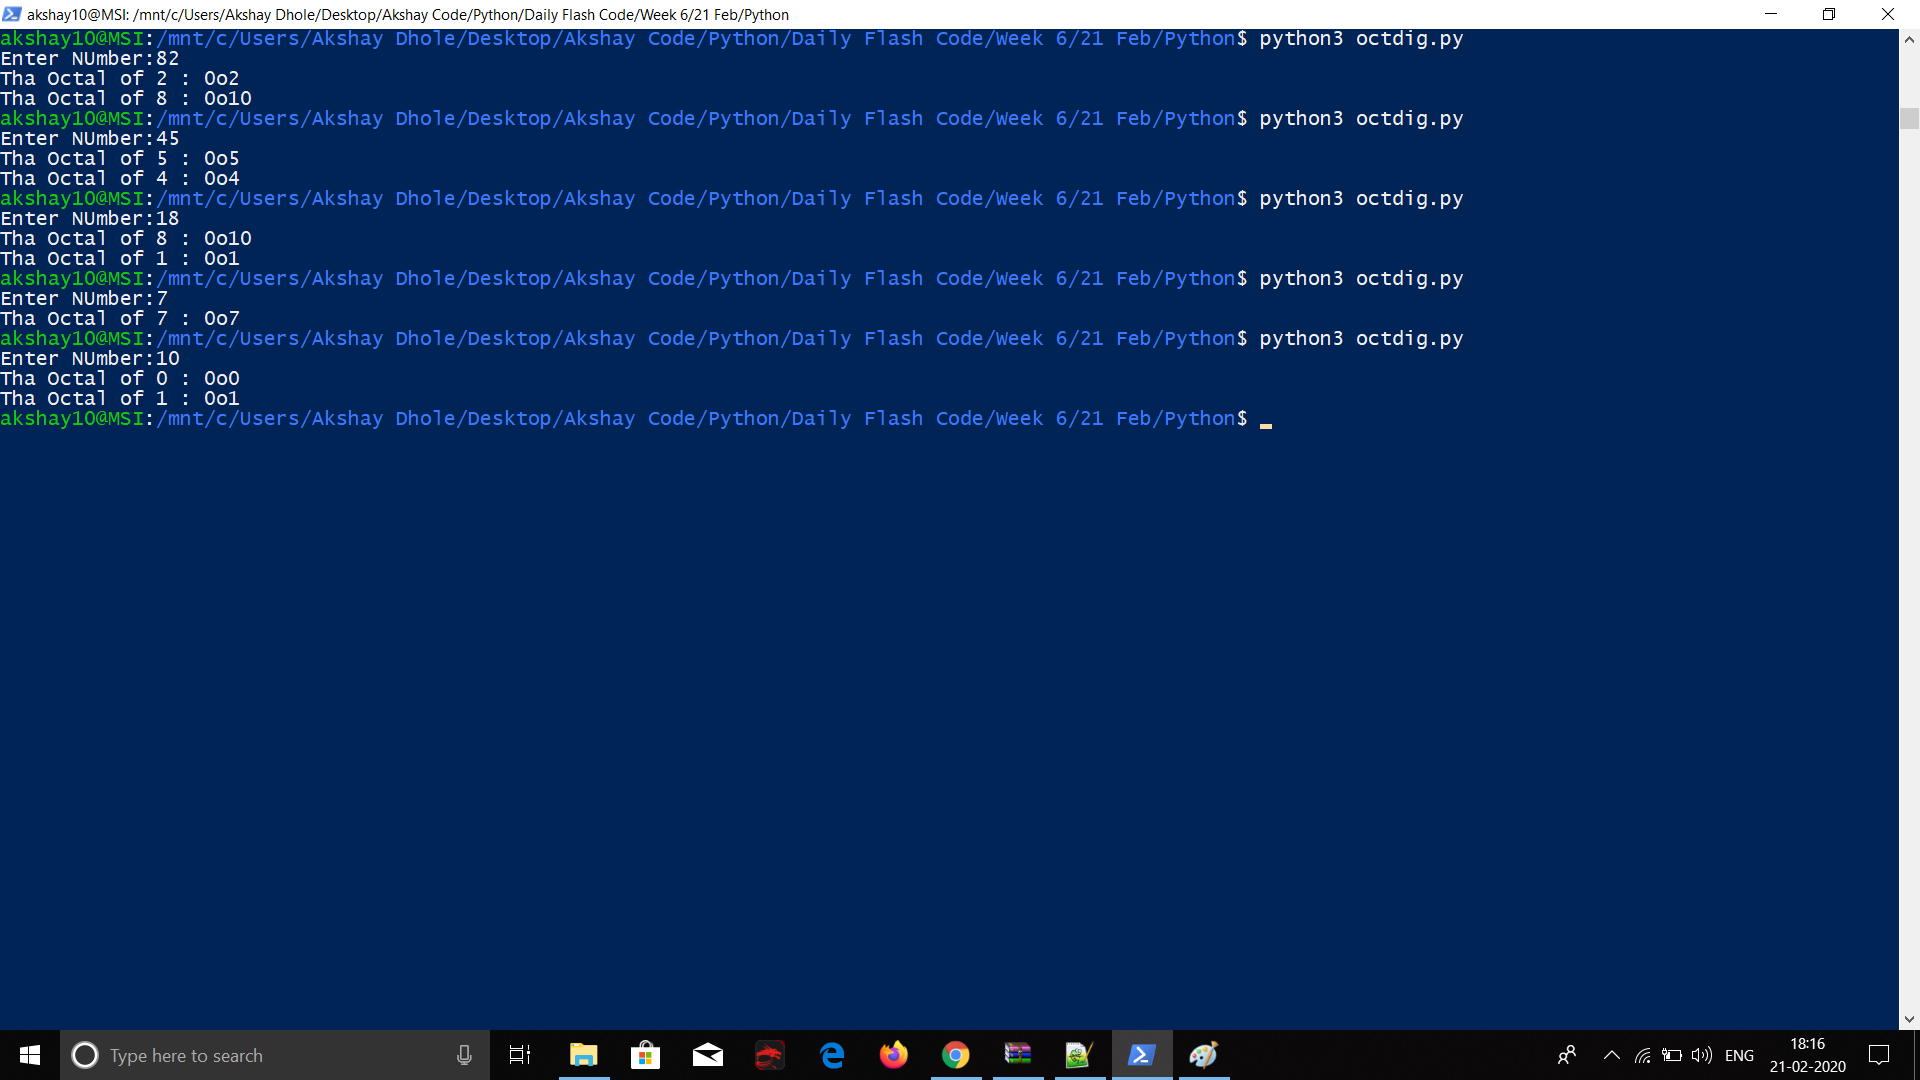 akshay10@MSI: /mnt/c/Users/Akshay Dhole/Desktop/Akshay Code/Python/Daily Flash Code/Week 6/21 Feb/Python
akshay10@MSI:/mnt/c/Users/Akshay Dhole/Desktop/Akshay Code/Python/Daily Flash Code/Week 6/21 Feb/Python$ python3 octdig.py
Enter NUmber:82
Tha Octal of 2 : 0o2
Tha Octal of 8 : 0o10
akshay10@MSI:/mnt/c/Users/Akshay Dhole/Desktop/Akshay Code/Python/Daily Flash Code/Week 6/21 Feb/Python$ python3 octdig.py
Enter NUmber:45
Tha Octal of 5 : 0o5
Tha Octal of 4 : 0o4
akshay10@MSI:/mnt/c/Users/Akshay Dhole/Desktop/Akshay Code/Python/Daily Flash Code/Week 6/21 Feb/Python$ python3 octdig.py
Enter NUmber:18
Tha Octal of 8 : 0o10
Tha Octal of 1 : 0o1
akshay10@MSI:/mnt/c/Users/Akshay Dhole/Desktop/Akshay Code/Python/Daily Flash Code/Week 6/21 Feb/Python$ python3 octdig.py
Enter NUmber:7
Tha Octal of 7 : 0o7
akshay10@MSI:/mnt/c/Users/Akshay Dhole/Desktop/Akshay Code/Python/Daily Flash Code/Week 6/21 Feb/Python$ python3 octdig.py
Enter NUmber:10
Tha Octal of 0 : 0o0
Tha Octal of 1 : 0o1
akshay10@MSI:/mnt/c/Users/Akshay Dhole/Desktop/Akshay Code/Python/Daily Flash Code/Week 6/21 Feb/Python$
Type here to search
ENG
18:16
21-02-2020